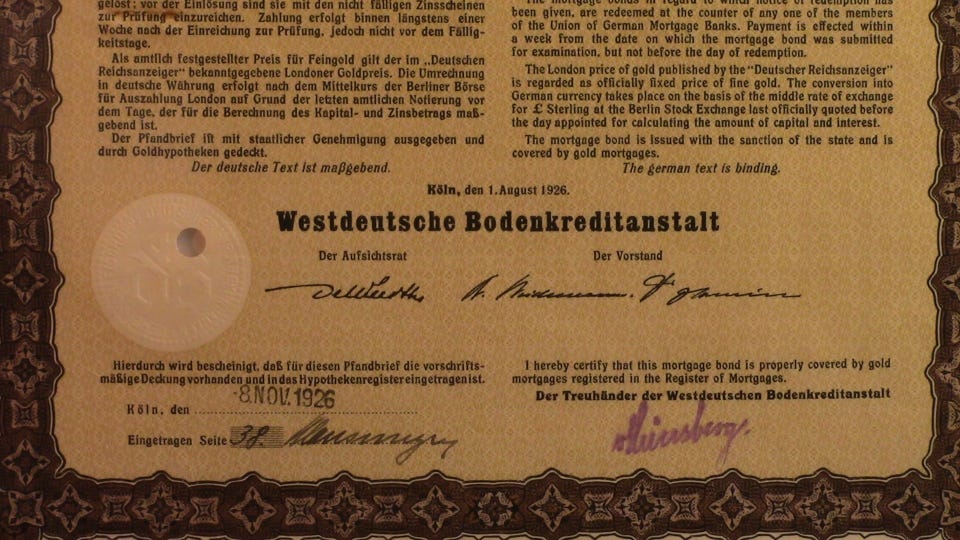 gelöst; vor der Einlösung sind sie mit den nicht fälligen Zinsscheinen
zur Prüfung einzureichen. Zahlung erfolgt binnen längstens einer
Woche nach der Einreichung zur Prüfung, jedoch nicht vor dem Fällig-
keitstage.
Als amtlich festgestellter Preis für Feingold gilt der im „Deutschen
Reichsanzeiger" bekanntgegebene Londoner Goldpreis. Die Umrechnung
in deutsche Währung erfolgt nach dem Mittelkurs der Berliner Börse
für Auszahlung London auf Grund der letzten amtlichen Notierung vor
dem Tage, der für die Berechnung des Kapital- und Zinsbetrags maß-
gebend ist.
Der Pfandbrief ist mit staatlicher Genehmigung ausgegeben und
durch Goldhypotheken gedeckt.
Der deutsche Text ist maßgebend.
The mortgage bonds in regard to which notice of redemption has
been given, are redeemed at the counter of any one of the members
of the Union of German Mortgage Banks. Payment is effected within
a week from the date on which the mortgage bond was submitted
for examination, but not before the day of redemption.
The London price of gold published by the "Deutscher Reichsanzeiger"
is regarded as officially fixed price of fine gold. The conversion into
German currency takes place on the basis of the middle rate of exchange
for £ Sterling at the Berlin Stock Exchange last officially quoted before
the day appointed for calculating the amount of capital and interest.
The mortgage bond is issued with the sanction of the state and is
covered by gold mortgages.
The german text is binding.
Köln, den 1. August 1926.
Westdeutsche Bodenkreditanstalt
Der Aufsichtsrat
Der Vorstand
Hierdurch wird bescheinigt, daß für diesen Pfandbrief die vorschrifts-
mäßige Deckung vorhanden und in das Hypothekenregister eingetragen ist.
-8. NOV. 1926
Köln, den
Eingetragen Seite 38.
I hereby certify that this mortgage bond is properly covered by gold
mortgages registered in the Register of Mortgages.
Der Treuhänder der Westdeutschen Bodenkreditanstalt